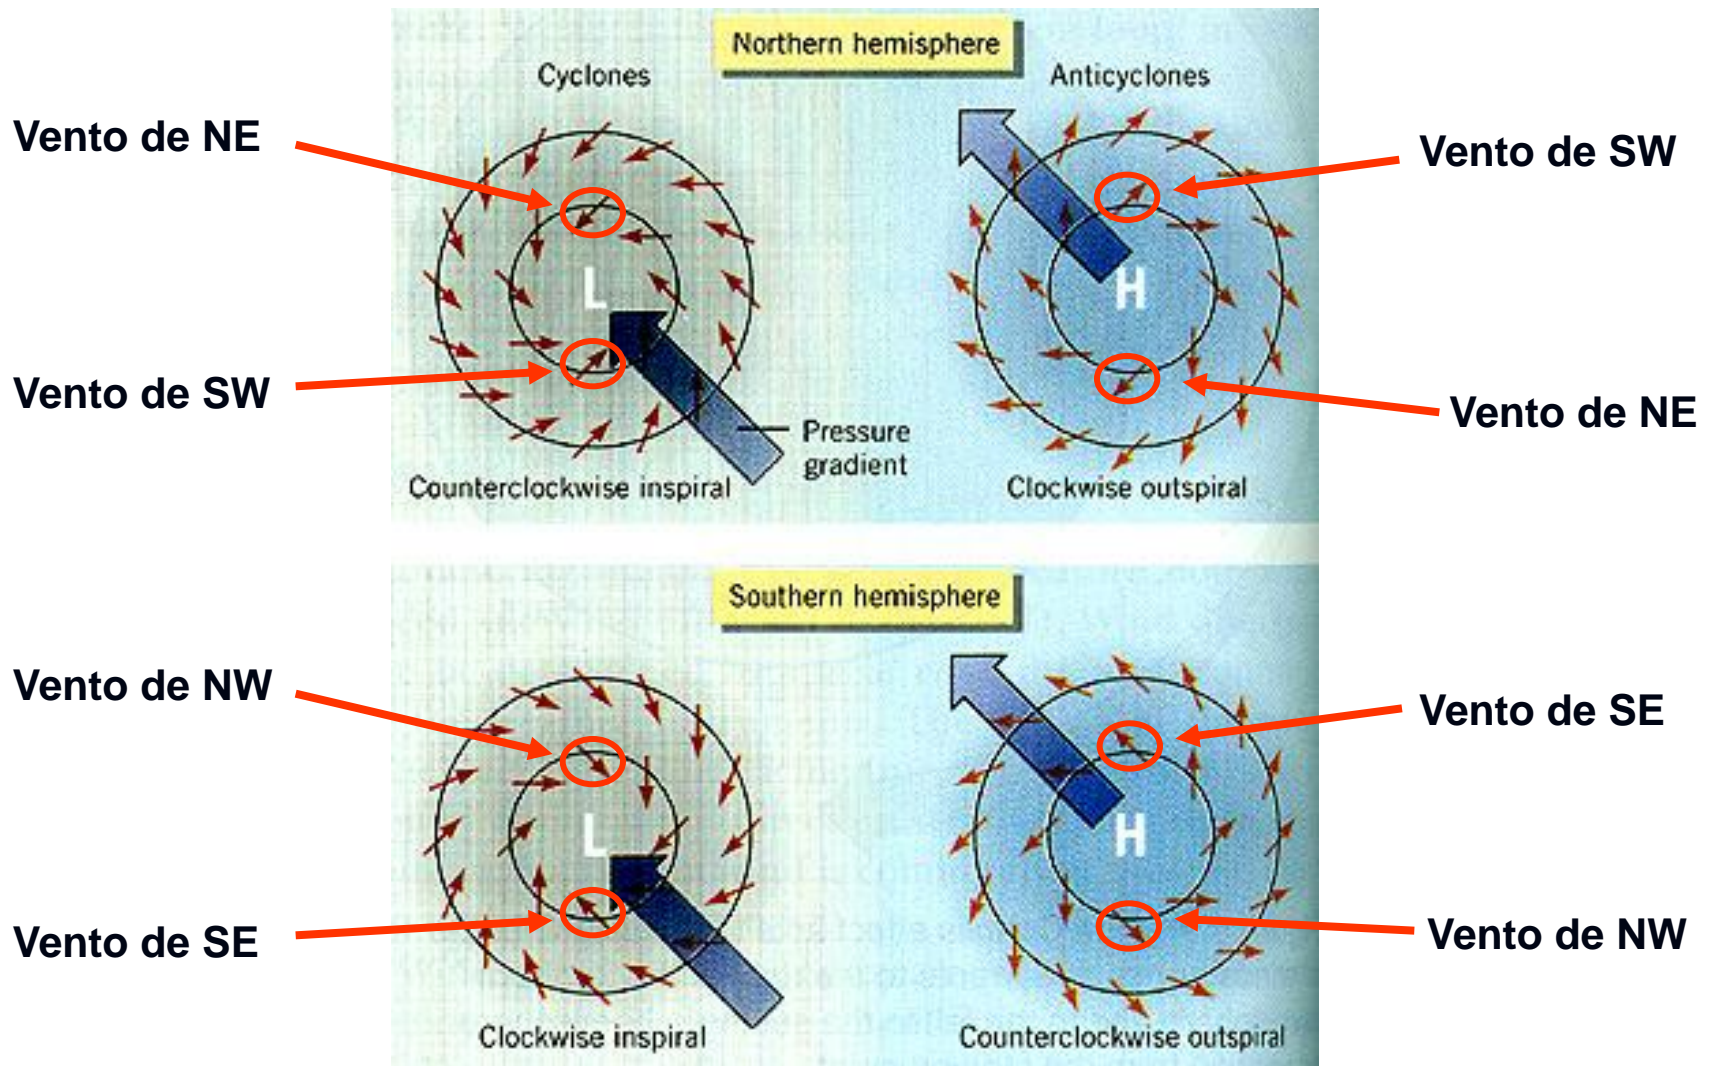 Northern hemisphere
Cyclones
Anticyclones
Vento de NE
Vento de SW
L
H
Vento de SW
Vento de NE
Pressure
gradient
Counterclockwise inspiral
Clockwise outspiral
Southern hemisphere
Vento de NW
Vento de SE
L
H
Vento de SE
Vento de NW
Clockwise inspiral
Counterclockwise outspiral